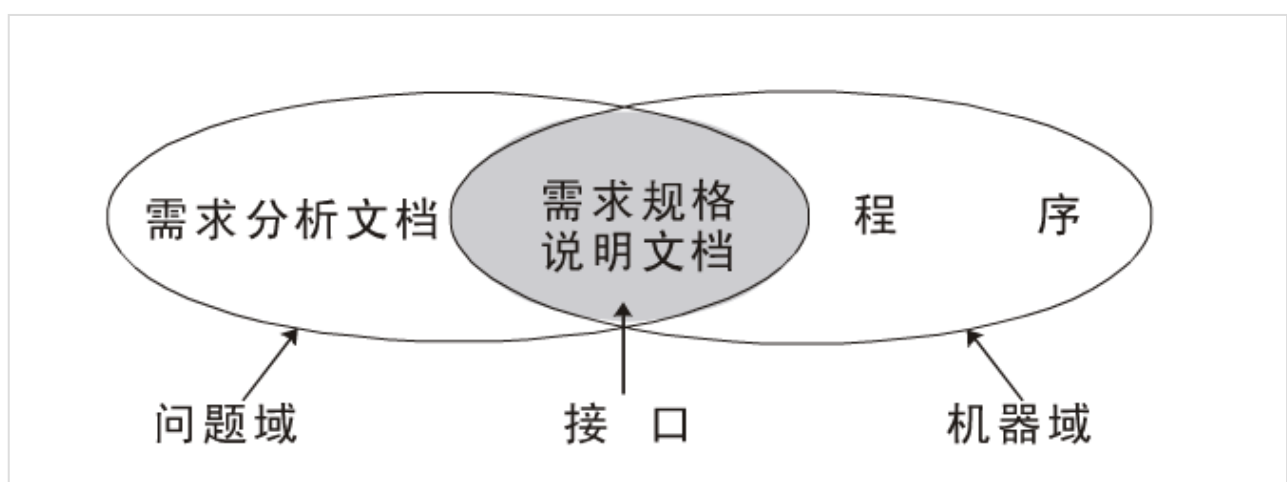 需求分析文档
需求规格
说明文档
程 序
问题域
接 口
机器域